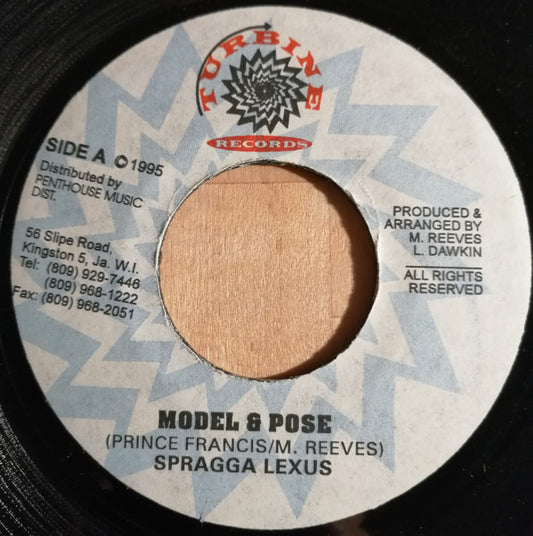 TURBINE
RECORDS
SIDE A © 1995
Distributed by
PENTHOUSE MUSIC
DIST.
56 Slipe Road,
Kingston 5, Ja. W.I.
Tel: (809) 929-7446
(809) 968-1222
Fax: (809) 968-2051
PRODUCED &
ARRANGED BY
M. REEVES
L. DAWKIN
ALL RIGHTS
RESERVED
MODEL & POSE
(PRINCE FRANCIS/M. REEVES)
SPRAGGA LEXUS